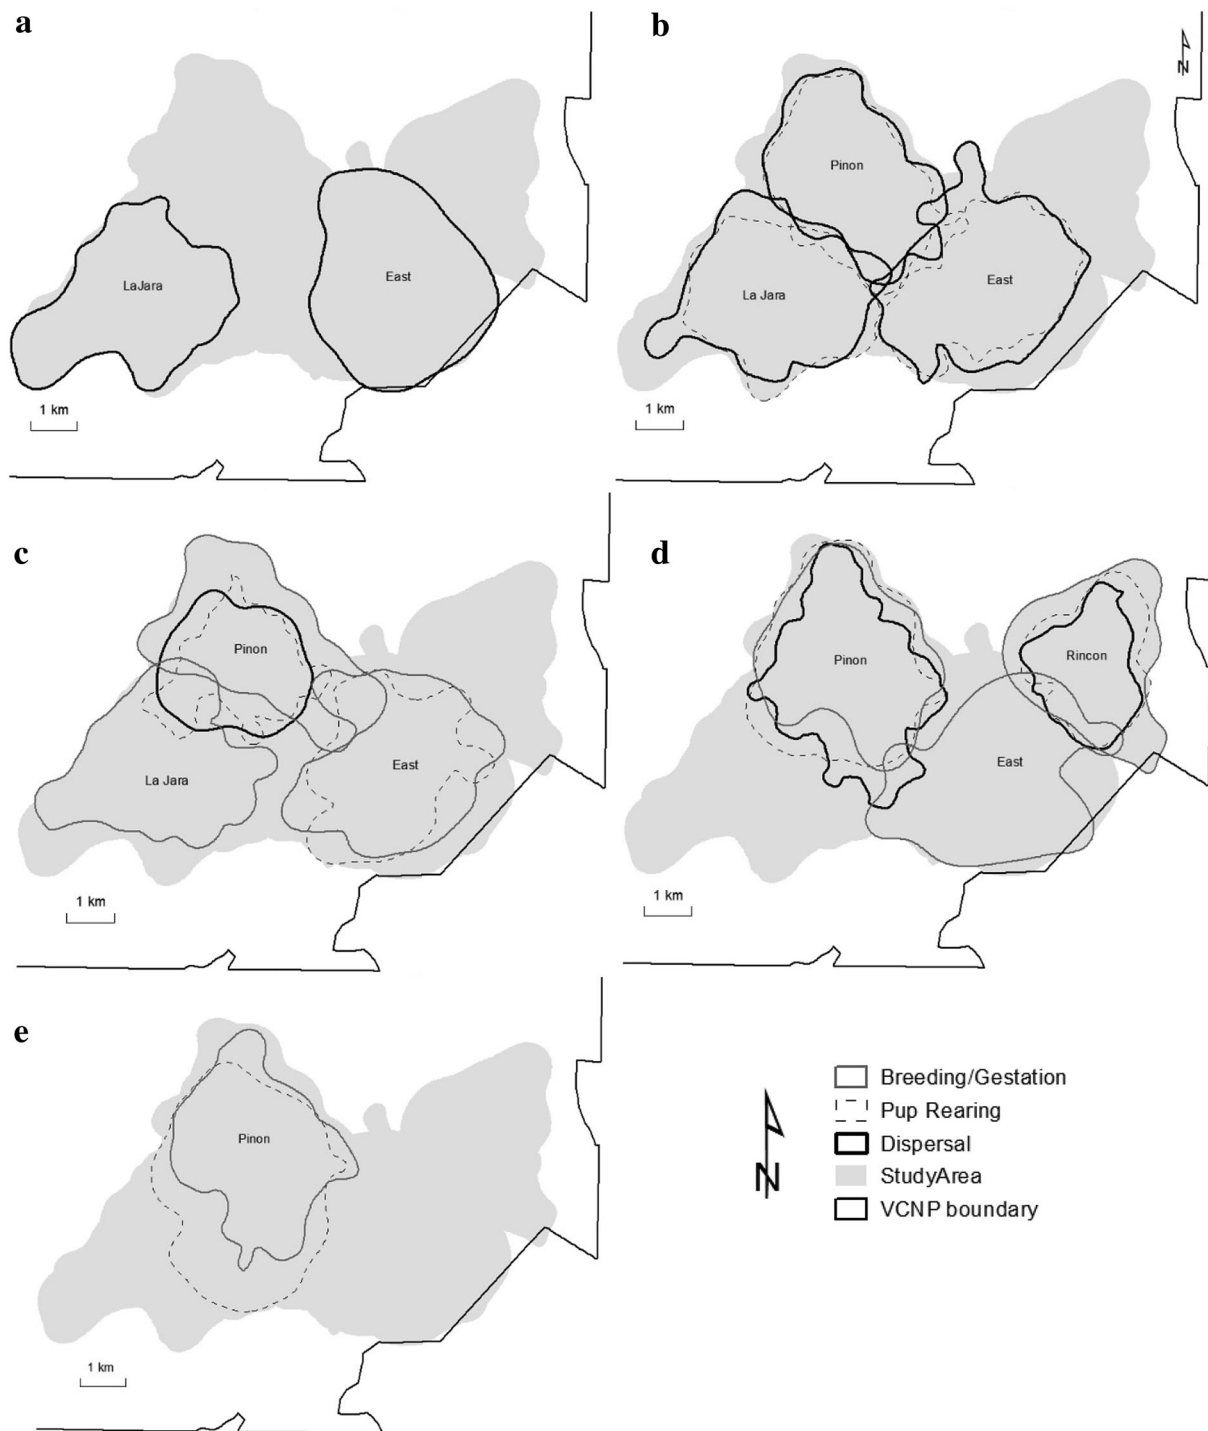 a
LaJara
East
1 km
b
N
Pinon
La Jara
East
1 km
c
Pinon
La Jara
East
1 km
d
Pinon
Rincon
East
1 km
e
Pinon
1 km
N
Breeding/Gestation
Pup Rearing
Dispersal
StudyArea
VCNP boundary